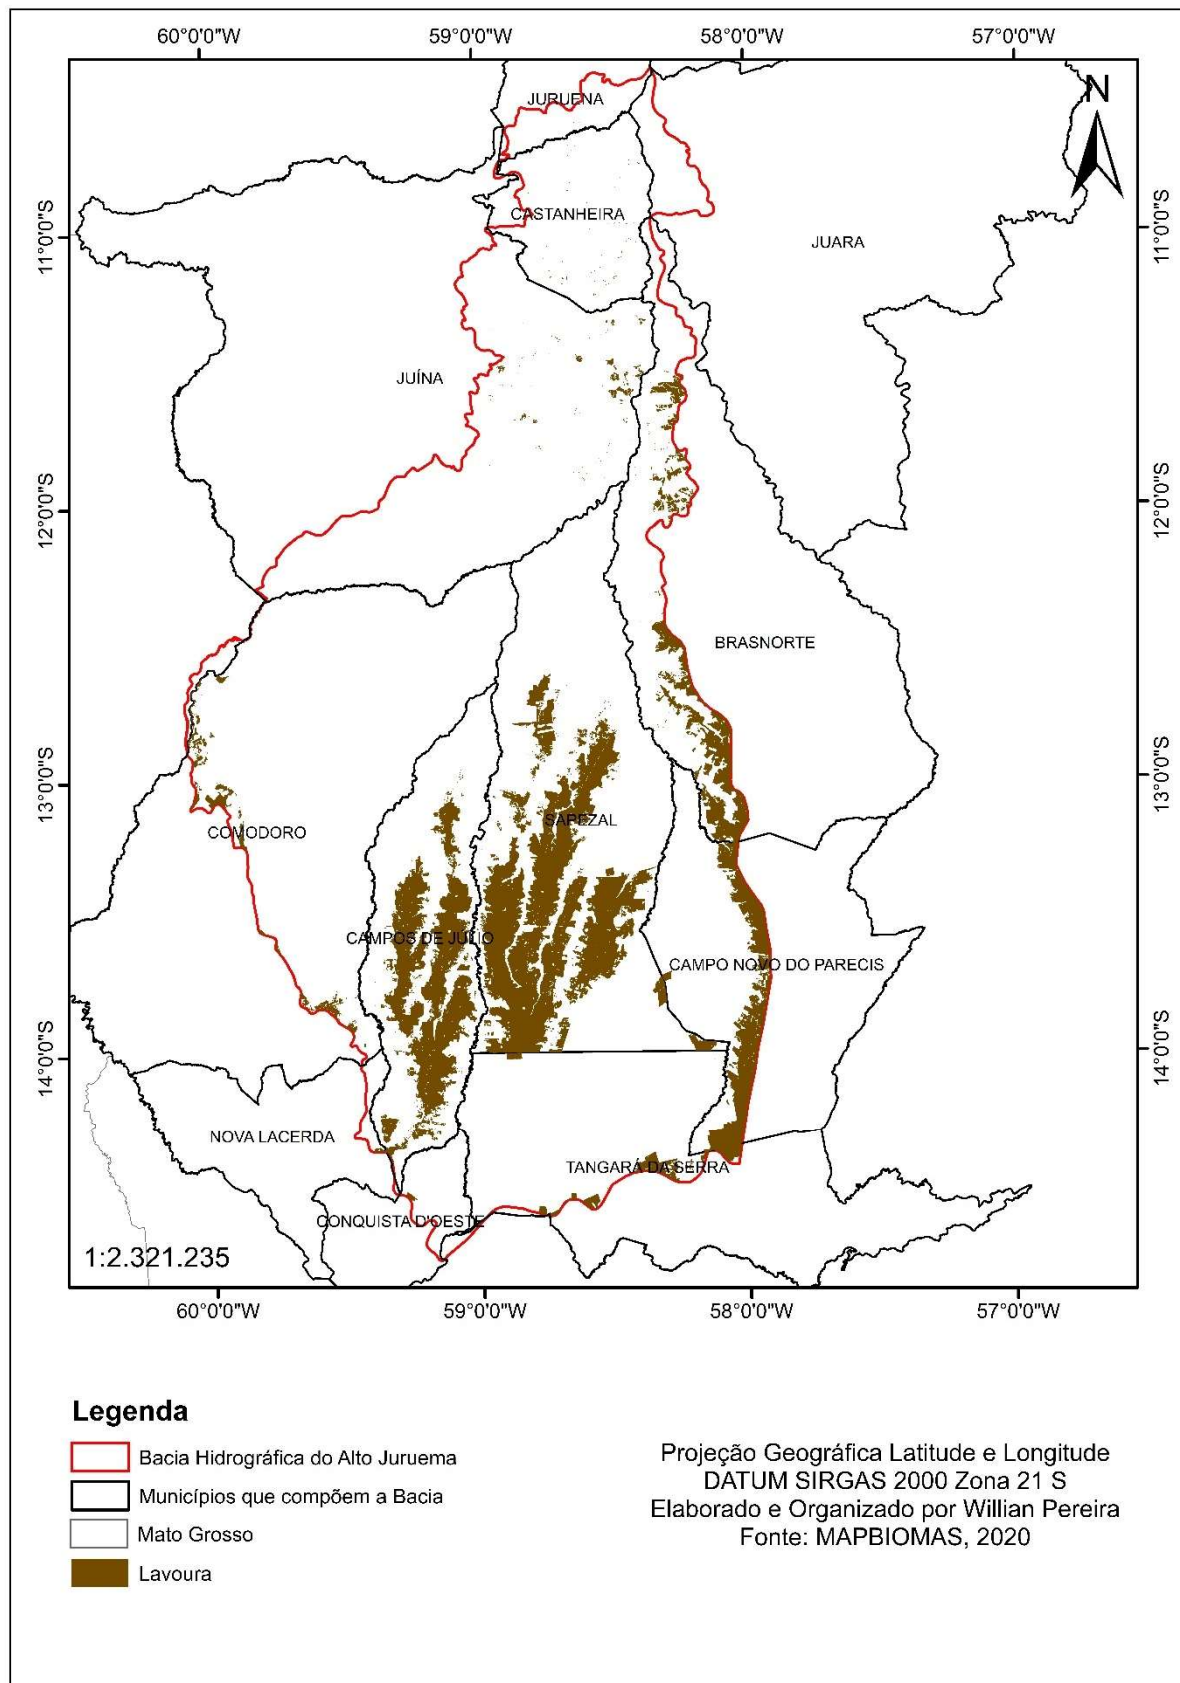 60°0'0"W 59°0'0"W 58°0'0"W 57°0'0"W
N
JURUENA
CASTANHEIRA
11°0'0"S
11°0'0"S
JUARA
JUÍNA
12°0'0"S
12°0'0"S
BRASNORTE
13°0'0"S
13°0'0"S
COMODORO
SAPEZAL
CAMPOS DE JÚLIO
CAMPO NOVO DO PARECIS
14°0'0"S
14°0'0"S
NOVA LACERDA
TANGARÁ DA SERRA
CONQUISTA D'OESTE
1:2.321.235
60°0'0"W 59°0'0"W 58°0'0"W 57°0'0"W
Legenda
Bacia Hidrográfica do Alto Juruema
Municípios que compõem a Bacia
Mato Grosso
Lavoura
Projeção Geográfica Latitude e Longitude
DATUM SIRGAS 2000 Zona 21 S
Elaborado e Organizado por Willian Pereira
Fonte: MAPBIOMAS, 2020